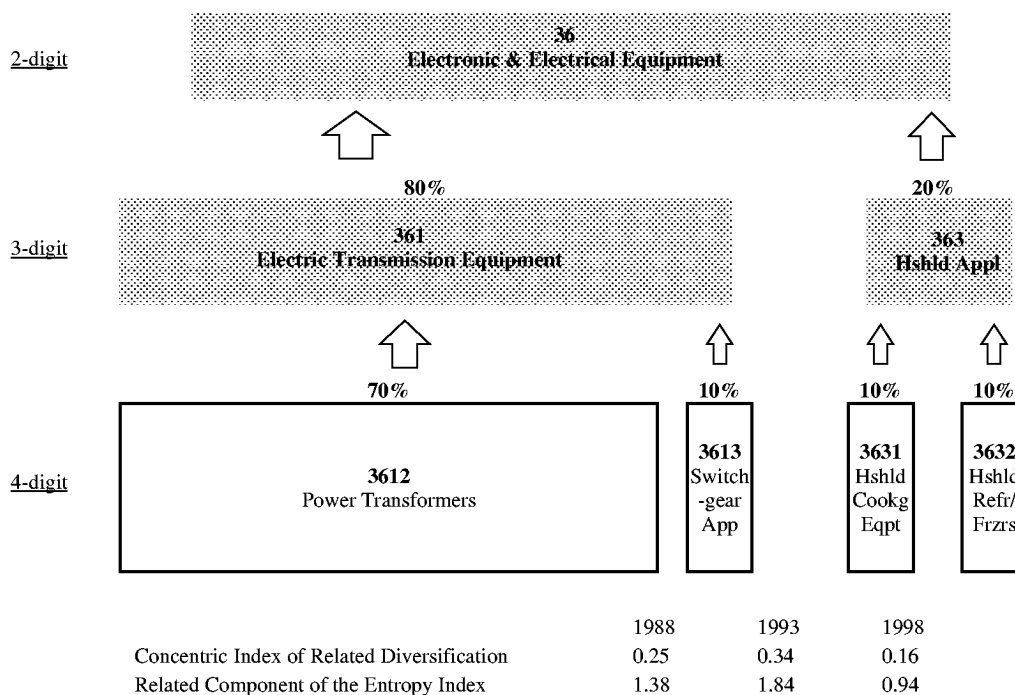 2-digit
36
Electronic & Electrical Equipment
80%
20%
3-digit
361
Electric Transmission Equipment
363
Hshld Appl
70%
10%
10%
10%
4-digit
3612
Power Transformers
3613
Switch
-gear
App
3631
Hshld
Cookg
Eqpt
3632
Hshld
Refr/
Frzrs
1988 1993 1998
Concentric Index of Related Diversification 0.25 0.34 0.16
Related Component of the Entropy Index 1.38 1.84 0.94